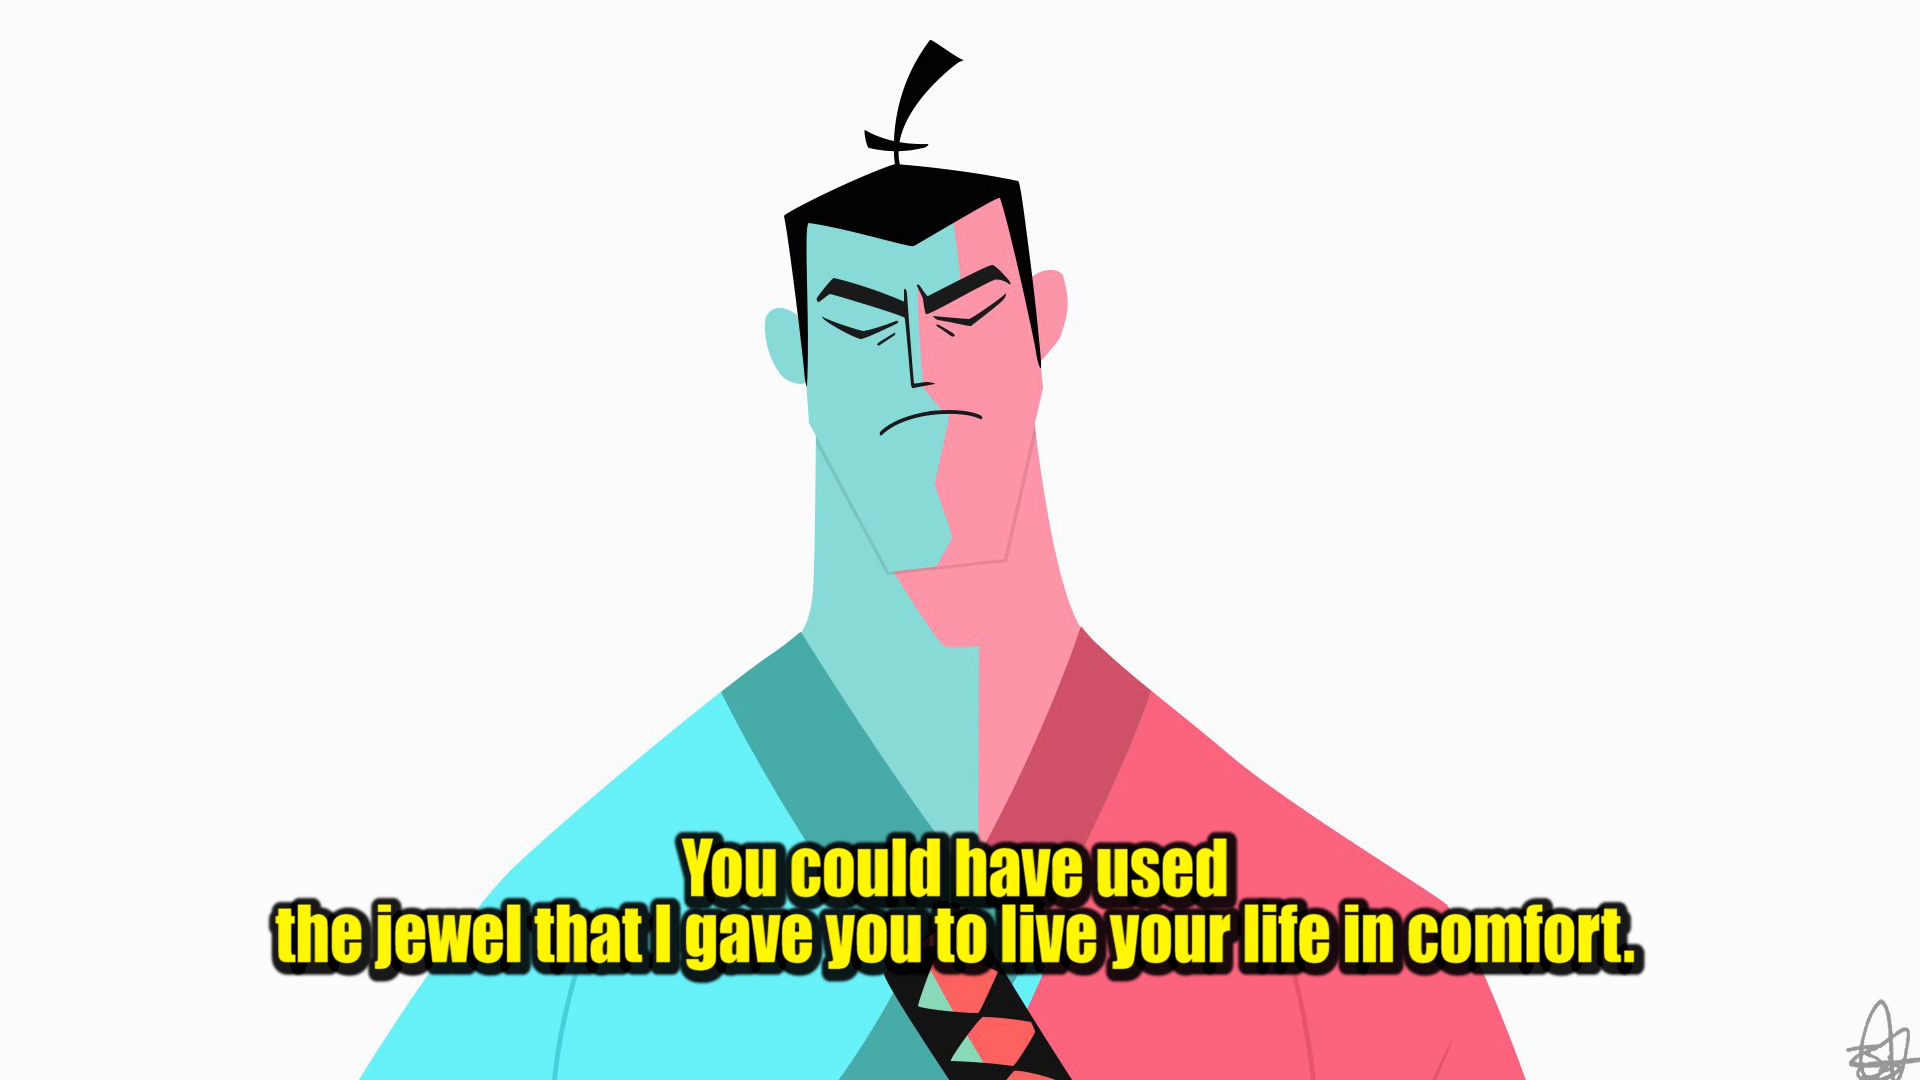 You could have used
the jewel that I gave you to live your life in comfort.